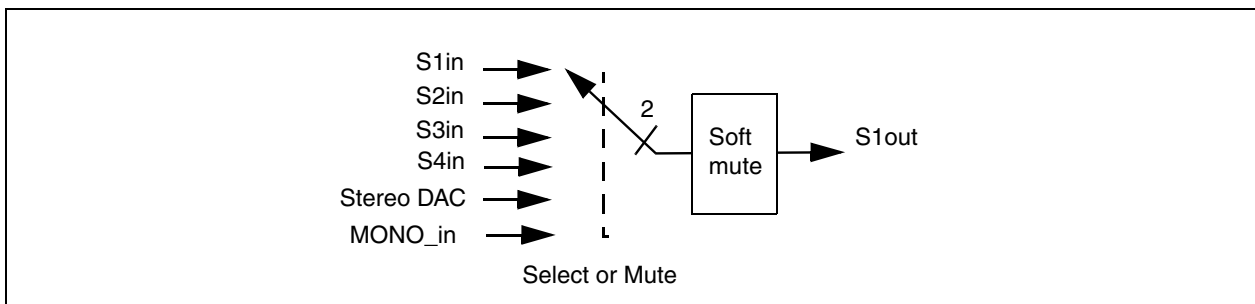 S1in
S2in
S3in
S4in
Stereo DAC
MONO_in
2
Soft
mute
S1out
Select or Mute